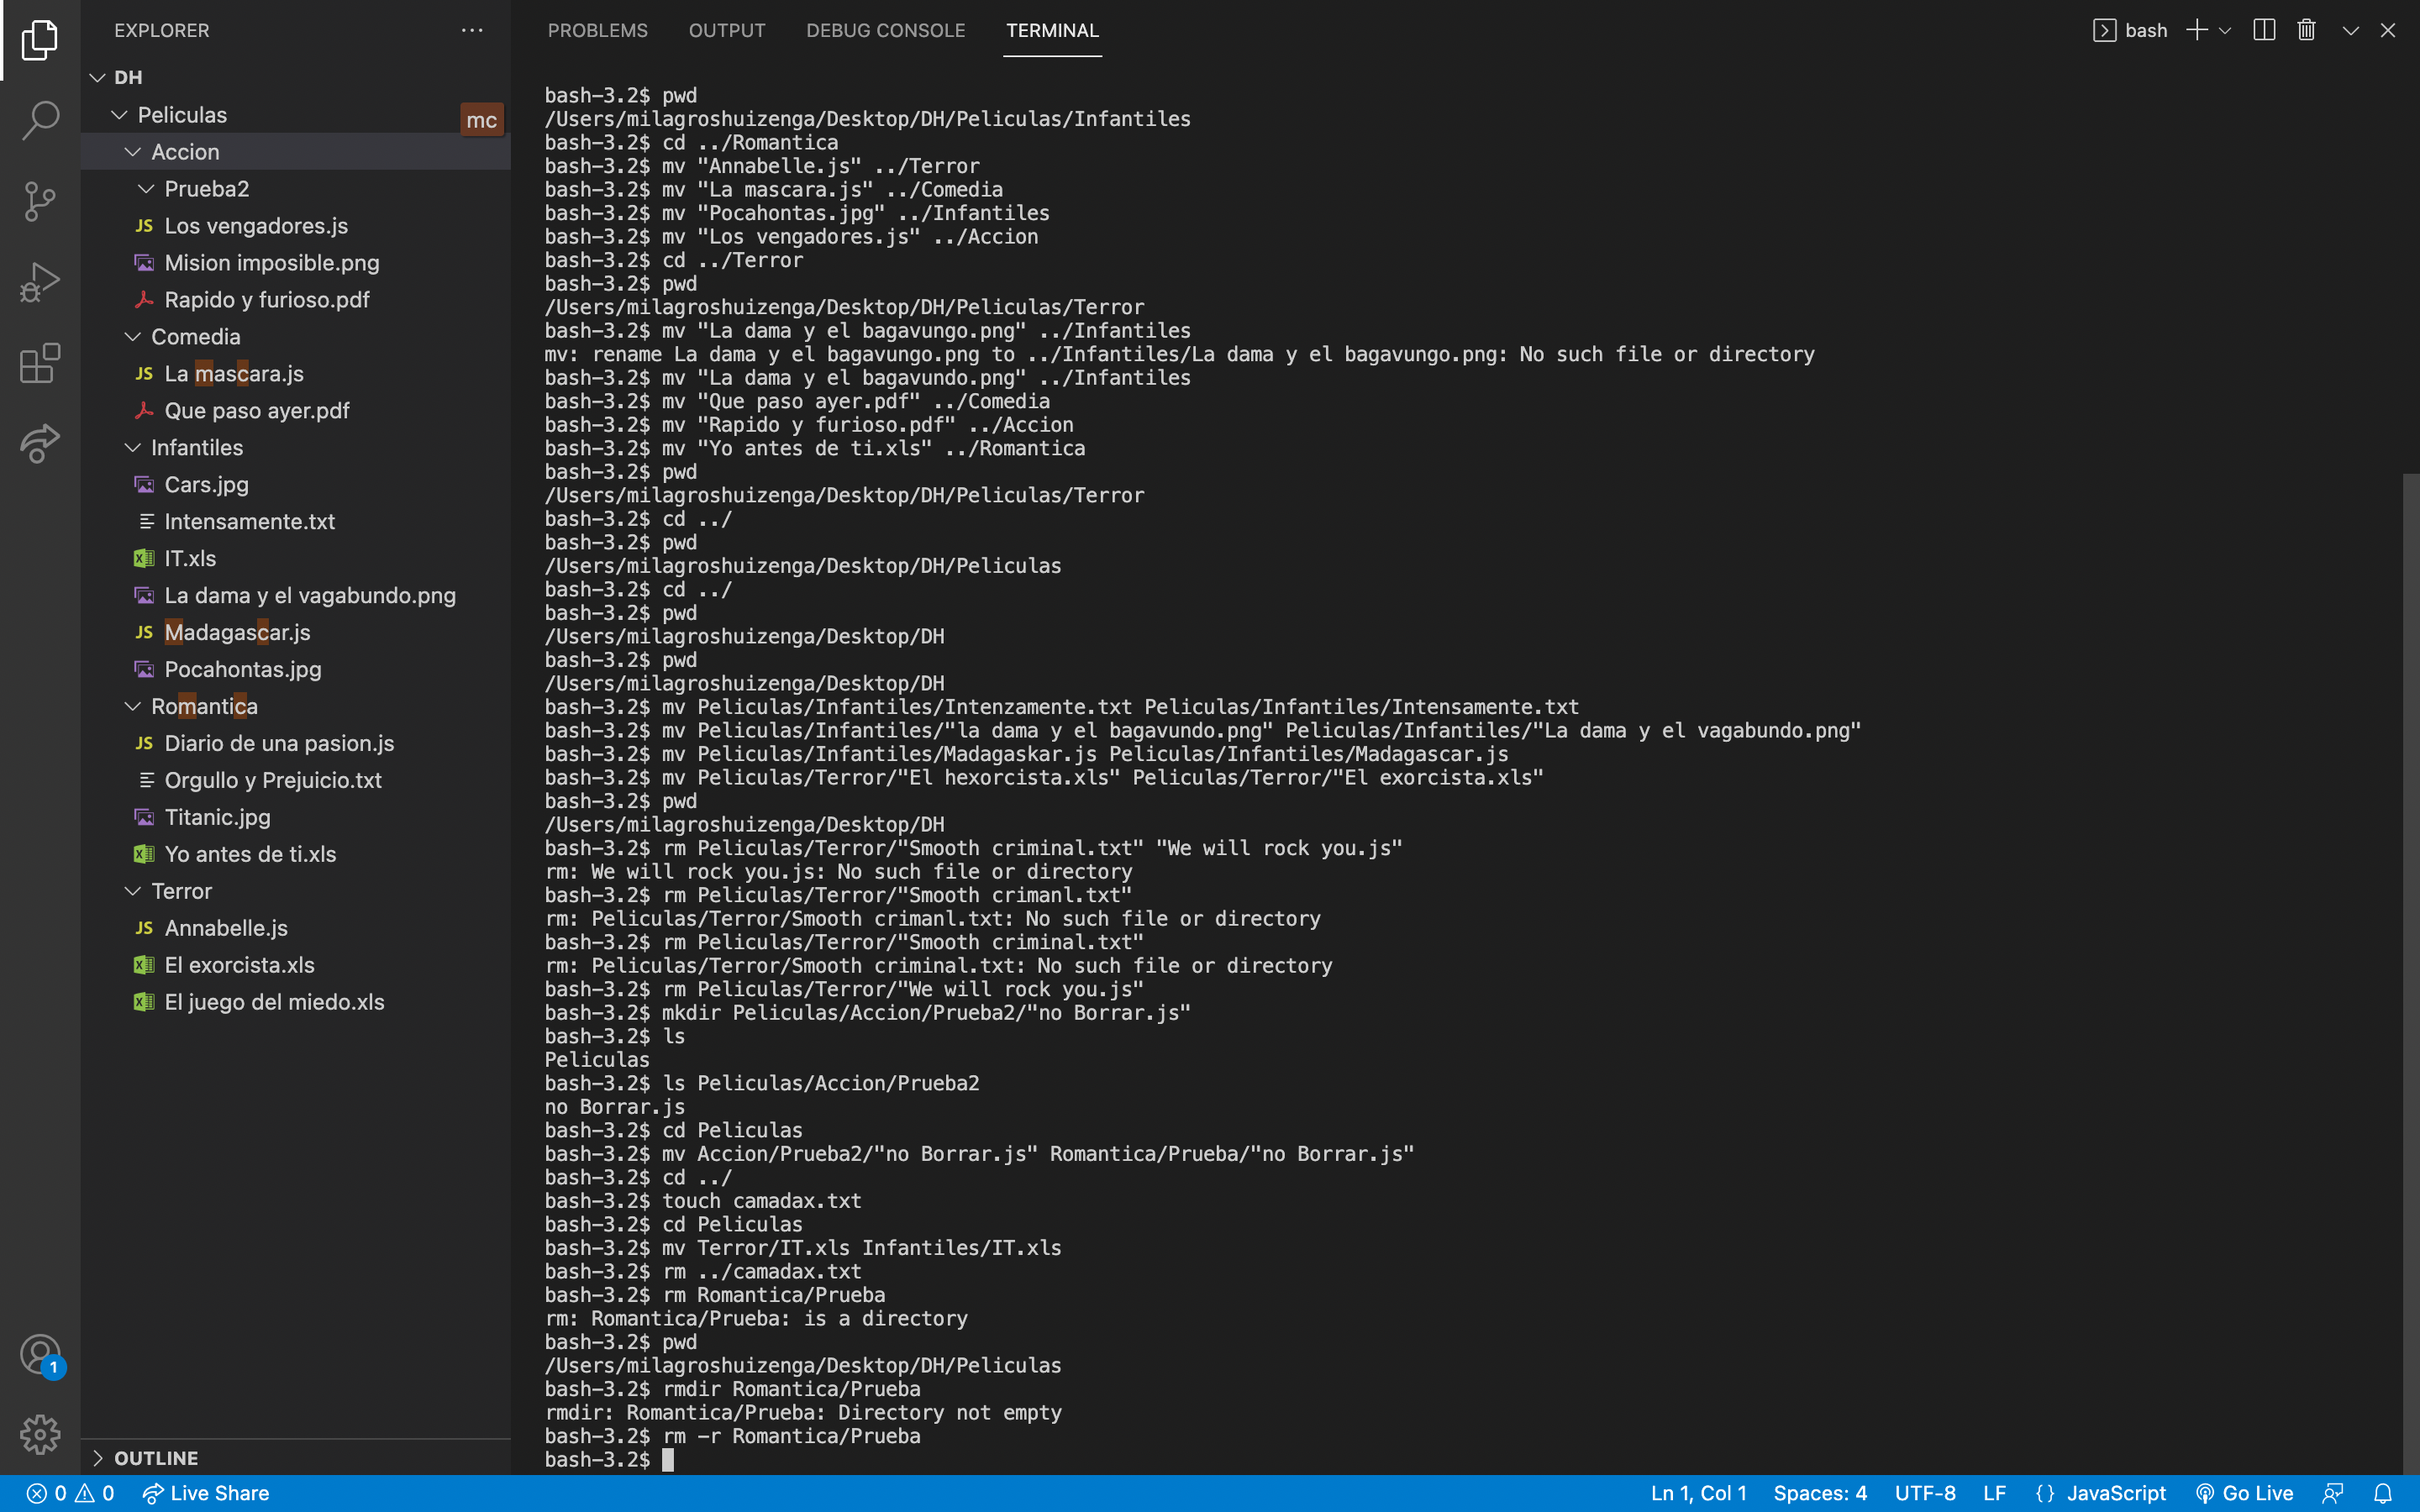 EXPLORER
DH
Peliculas
mc
Accion
Prueba2
JS Los vengadores.js
Mision imposible.png
Rapido y furioso.pdf
Comedia
JS La mascara.js
Que paso ayer.pdf
Infantiles
Cars.jpg
Intensamente.txt
IT.xls
La dama y el vagabundo.png
JS Madagascar.js
Pocahontas.jpg
Romantica
JS Diario de una pasion.js
Orgullo y Prejuicio.txt
Titanic.jpg
Yo antes de ti.xls
Terror
JS Annabelle.js
El exorcista.xls
El juego del miedo.xls
1
OUTLINE
PROBLEMS OUTPUT DEBUG CONSOLE TERMINAL
bash
bash-3.2$ pwd
/Users/milagroshuizenga/Desktop/DH/Peliculas/Infantiles
bash-3.2$ cd ../Romantica
bash-3.2$ mv "Annabelle.js" ../Terror
bash-3.2$ mv "La mascara.js" ../Comedia
bash-3.2$ mv "Pocahontas.jpg" ../Infantiles
bash-3.2$ mv "Los vengadores.js" ../Accion
bash-3.2$ cd ../Terror
bash-3.2$ pwd
/Users/milagroshuizenga/Desktop/DH/Peliculas/Terror
bash-3.2$ mv "La dama y el bagavungo.png" ../Infantiles
mv: rename La dama y el bagavungo.png to ../Infantiles/La dama y el bagavungo.png: No such file or directory
bash-3.2$ mv "La dama y el bagavundo.png" ../Infantiles
bash-3.2$ mv "Que paso ayer.pdf" ../Comedia
bash-3.2$ mv "Rapido y furioso.pdf" ../Accion
bash-3.2$ mv "Yo antes de ti.xls" ../Romantica
bash-3.2$ pwd
/Users/milagroshuizenga/Desktop/DH/Peliculas/Terror
bash-3.2$ cd ../
bash-3.2$ pwd
/Users/milagroshuizenga/Desktop/DH/Peliculas
bash-3.2$ cd ../
bash-3.2$ pwd
/Users/milagroshuizenga/Desktop/DH
bash-3.2$ pwd
/Users/milagroshuizenga/Desktop/DH
bash-3.2$ mv Peliculas/Infantiles/Intenzamente.txt Peliculas/Infantiles/Intensamente.txt
bash-3.2$ mv Peliculas/Infantiles/"la dama y el bagavundo.png" Peliculas/Infantiles/"La dama y el vagabundo.png"
bash-3.2$ mv Peliculas/Infantiles/Madagaskar.js Peliculas/Infantiles/Madagascar.js
bash-3.2$ mv Peliculas/Terror/"El hexorcista.xls" Peliculas/Terror/"El exorcista.xls"
bash-3.2$ pwd
/Users/milagroshuizenga/Desktop/DH
bash-3.2$ rm Peliculas/Terror/"Smooth criminal.txt" "We will rock you.js"
rm: We will rock you.js: No such file or directory
bash-3.2$ rm Peliculas/Terror/"Smooth crimanl.txt"
rm: Peliculas/Terror/Smooth crimanl.txt: No such file or directory
bash-3.2$ rm Peliculas/Terror/"Smooth criminal.txt"
rm: Peliculas/Terror/Smooth criminal.txt: No such file or directory
bash-3.2$ rm Peliculas/Terror/"We will rock you.js"
bash-3.2$ mkdir Peliculas/Accion/Prueba2/"no Borrar.js"
bash-3.2$ ls
Peliculas
bash-3.2$ ls Peliculas/Accion/Prueba2
no Borrar.js
bash-3.2$ cd Peliculas
bash-3.2$ mv Accion/Prueba2/"no Borrar.js" Romantica/Prueba/"no Borrar.js"
bash-3.2$ cd ../
bash-3.2$ touch camadax.txt
bash-3.2$ cd Peliculas
bash-3.2$ mv Terror/IT.xls Infantiles/IT.xls
bash-3.2$ rm ../camadax.txt
bash-3.2$ rm Romantica/Prueba
rm: Romantica/Prueba: is a directory
bash-3.2$ pwd
/Users/milagroshuizenga/Desktop/DH/Peliculas
bash-3.2$ rmdir Romantica/Prueba
rmdir: Romantica/Prueba: Directory not empty
bash-3.2$ rm -r Romantica/Prueba
bash-3.2$
0 0 Live Share
Ln 1, Col 1 Spaces: 4 UTF-8 LF {} JavaScript Go Live